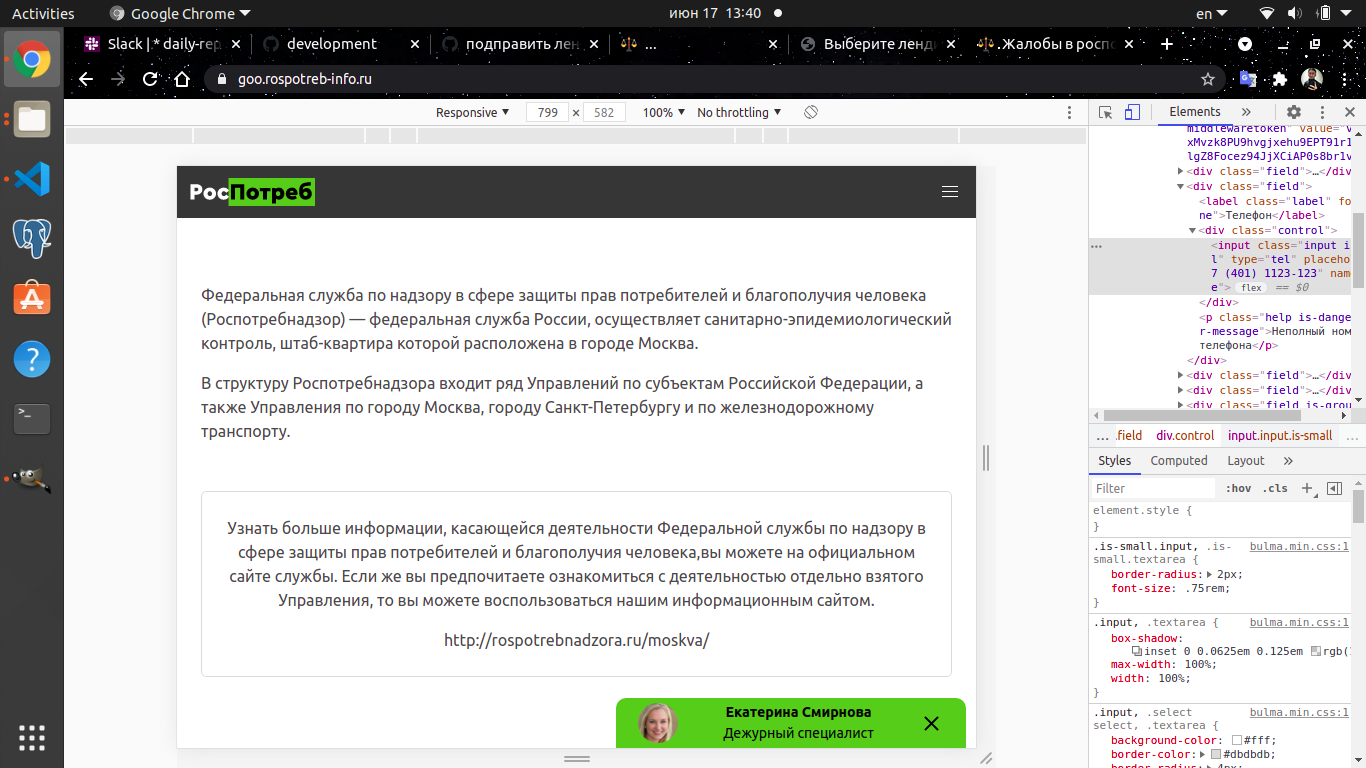 Activities
Google Chrome
июн 17 13:40
en
Slack | * daily-rep
development
подправить лен
...
Выберите ленд
Жалобы в росп
goo.rospotreb-info.ru
Responsive
799 × 582
100%
No throttling
Elements
РосПотреб
Федеральная служба по надзору в сфере защиты прав потребителей и благополучия человека
(Роспотребнадзор) — федеральная служба России, осуществляет санитарно-эпидемиологический
контроль, штаб-квартира которой расположена в городе Москва.
В структуру Роспотребнадзора входит ряд Управлений по субъектам Российской Федерации, а
также Управления по городу Москва, городу Санкт-Петербургу и по железнодорожному
транспорту.
Узнать больше информации, касающейся деятельности Федеральной службы по надзору в
сфере защиты прав потребителей и благополучия человека,вы можете на официальном
сайте службы. Если же вы предпочитаете ознакомиться с деятельностью отдельно взятого
Управления, то вы можете воспользоваться нашим информационным сайтом.
http://rospotrebnadzora.ru/moskva/
Екатерина Смирнова
Дежурный специалист
middlewaretoken" value="v
xMvzk8PU9hvgjxehu9EPT91r1
lgZ8Focez94JjXCiAP0s8br1v
<div class="field">…</div>
<div class="field">
<label class="label" fo
ne">Телефон</label>
<div class="control">
<input class="input i
l" type="tel" placeho
7 (401) 1123-123" nam
e"> flex == $0
</div>
<p class="help is-dange
r-message">Неполный ном
телефона</p>
</div>
<div class="field">…</div>
<div class="field">…</div>
<div class="field is-grou
... .field div.control input.input.is-small ...
Styles Computed Layout
Filter :hov .cls
element.style {
}
.is-small.input, .is- bulma.min.css:1
small.textarea {
border-radius: 2px;
font-size: .75rem;
}
.input, .textarea { bulma.min.css:1
box-shadow:
inset 0 0.0625em 0.125em rgb(
max-width: 100%;
width: 100%;
}
.input, .select bulma.min.css:1
select, .textarea {
background-color: #fff;
border-color: #dbdbdb;
border-radius: 4px;